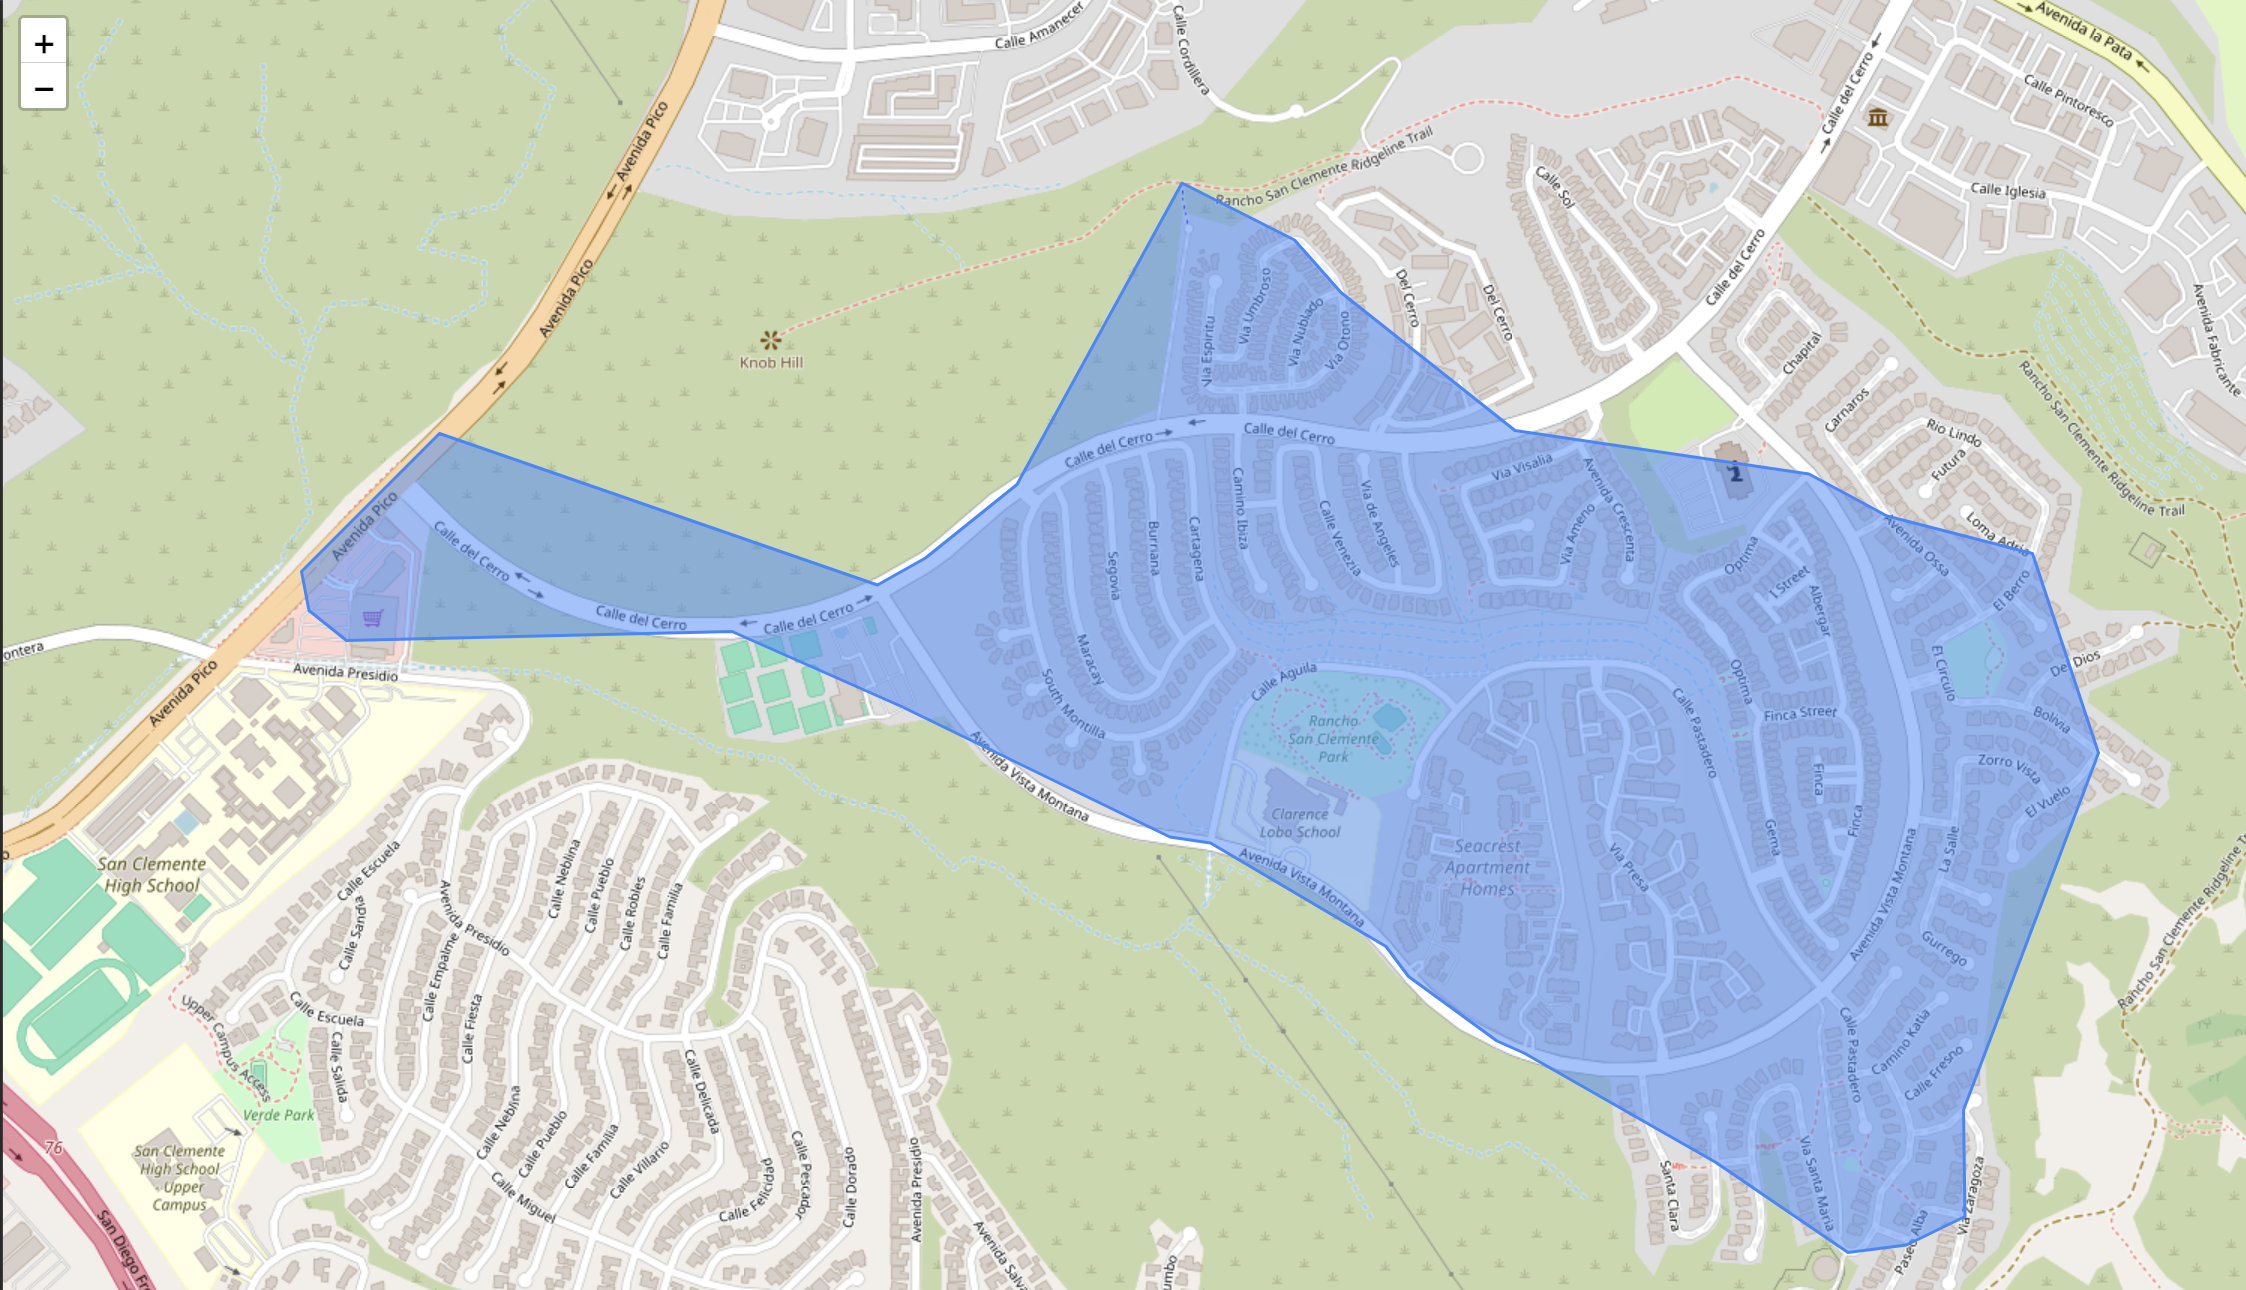 +
−
Calle Amanecer
Calle Cordillera
Avenida la Pata
Calle del Cerro
Calle Pintoresco
Avenida Pico
Rancho San Clemente Ridgeline Trail
Calle Sol
Calle Iglesia
Calle del Cerro
Avenida Pico
Knob Hill
Via Espiritu
Via Umbroso
Via Nublado
Via Otono
Del Cerro
Del Cerro
Chapital
Avenida Fabricante
Rancho San Clemente Ridgeline Trail
Carnaros
Rio Lindo
Futura
Loma Adria
Calle del Cerro
Calle del Cerro
Via Visalia
Avenida Crescenta
Via Ameno
Avenida Pico
Calle del Cerro
Calle del Cerro
Calle del Cerro
Segovia
Burriana
Cartagena
Camino Ibiza
Calle Venezia
Via de Angeles
Optima
I Street
Albergar
Avenida Ossa
El Berro
Maracay
South Montilla
Calle Aguila
Rancho
San Clemente
Park
Calle Pastadero
Optima
Finca Street
Finca
Finca
Gema
El Circulo
De Dios
Bolivia
Zorro Vista
El Vuelo
La Salle
ontera
Avenida Presidio
Avenida Pico
Avenida Vista Montana
Clarence
Lobo School
Avenida Vista Montana
Seacrest
Apartment
Homes
Via Presa
Avenida Vista Montana
Gurrego
Calle Pastadero
Camino Katia
Calle Fresno
Rancho San Clemente Ridgeline Tr
San Clemente
High School
Calle Escuela
Calle Sandia
Avenida Presidio
Calle Empalme
Calle Fiesta
Calle Neblina
Calle Pueblo
Calle Robles
Calle Familia
Upper Campus Access
Calle Escuela
Calle Salida
Verde Park
76
San Clemente
High School
- Upper
Campus
San Diego Fr
Calle Neblina
Calle Pueblo
Calle Familia
Calle Villario
Calle Miguel
Calle Delicada
Calle Felicidad
Calle Pescador
Calle Dorado
Avenida Presidio
Avenida Salva
umbo
Santa Clara
Via Santa Maria
Paseo Alba
Via Zaragoza